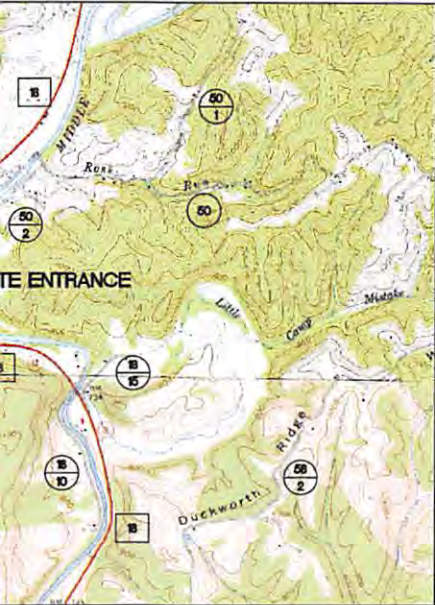 18
50
1
MIDDLE
Ross
Run
50
50
2
TE ENTRANCE
Little
Camp
Mistake
18
15
Ridge
18
10
58
2
Duckworth
18